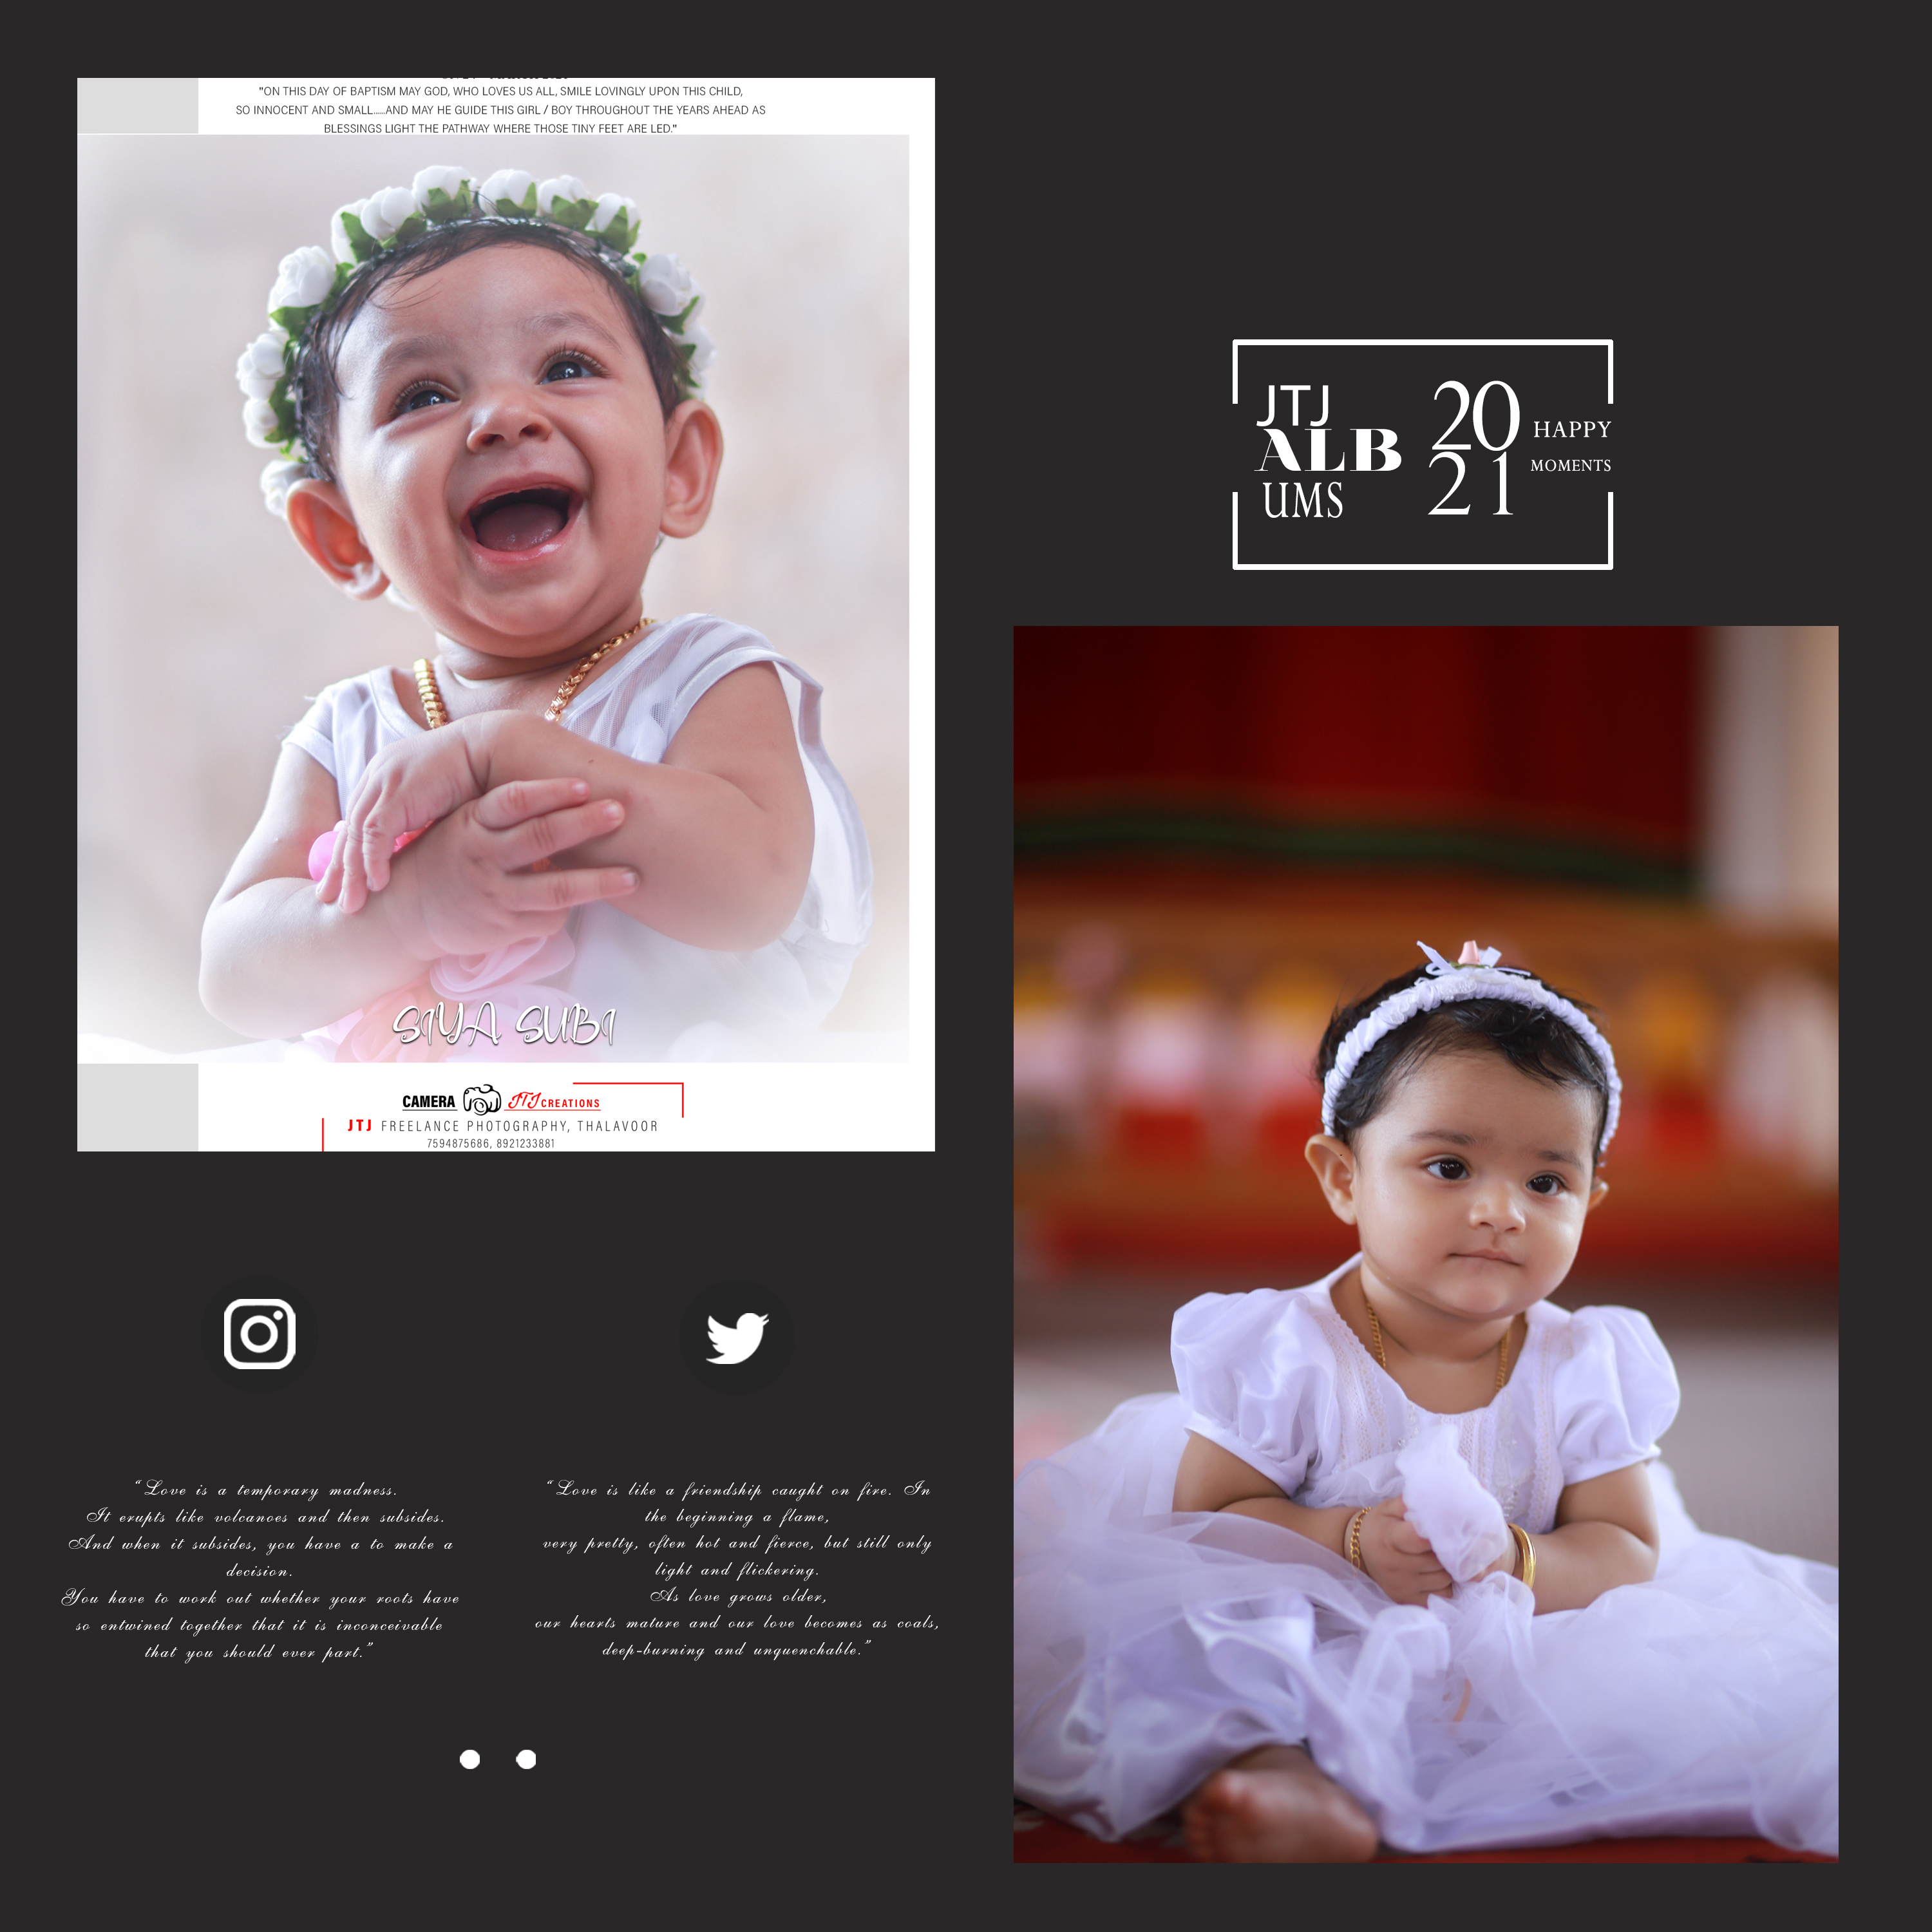 "ON THIS DAY OF BAPTISM MAY GOD, WHO LOVES US ALL, SMILE LOVINGLY UPON THIS CHILD,
SO INNOCENT AND SMALL.....AND MAY HE GUIDE THIS GIRL / BOY THROUGHOUT THE YEARS AHEAD AS
BLESSINGS LIGHT THE PATHWAY WHERE THOSE TINY FEET ARE LED."
SIYA SUBI
CAMERA JTJ CREATIONS
JTJ FREELANCE PHOTOGRAPHY, THALAVOOR
7594875686, 8921233881
JTJ
ALB
UMS
20
21
HAPPY
MOMENTS
“Love is a temporary madness.
It erupts like volcanoes and then subsides.
And when it subsides, you have a to make a
decision.
You have to work out whether your roots have
so entwined together that it is inconceivable
that you should ever part.”
“Love is like a friendship caught on fire. In
the beginning a flame,
very pretty, often hot and fierce, but still only
light and flickering.
As love grows older,
our hearts mature and our love becomes as coals,
deep-burning and unquenchable.”